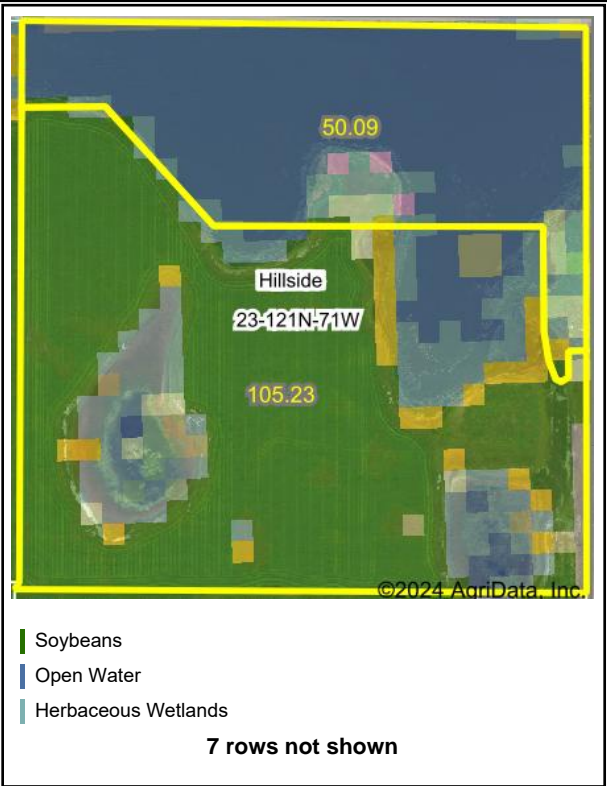 50.09
Hillside
23-121N-71W
105.23
©2024 AgriData, Inc.
Soybeans
Open Water
Herbaceous Wetlands
7 rows not shown